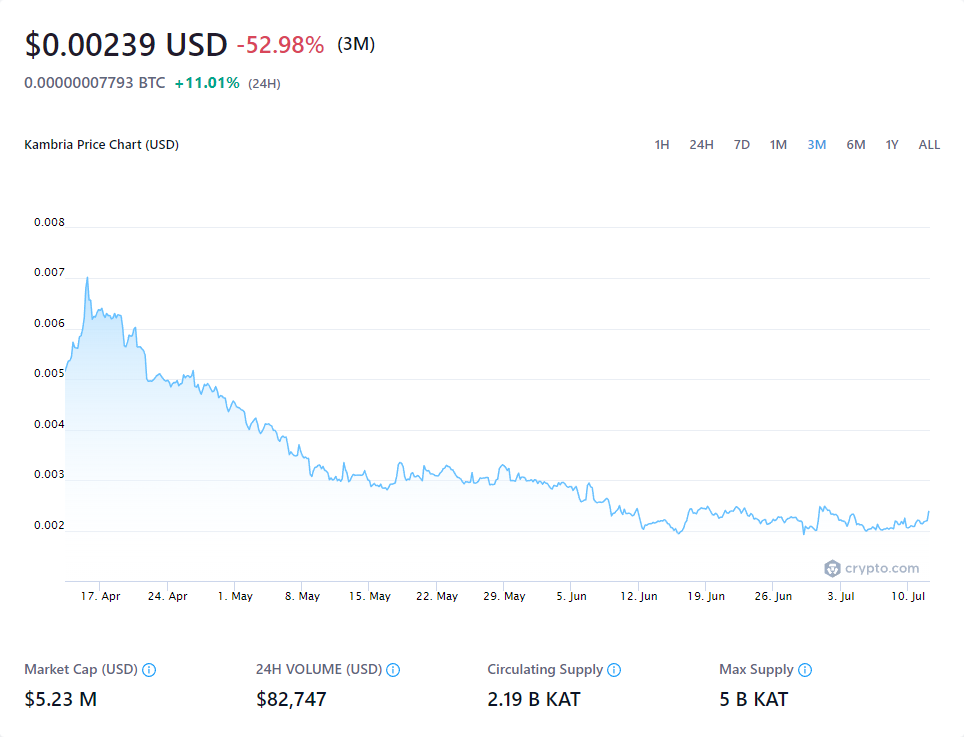 $0.00239 USD -52.98% (3M)
0.00000007793 BTC +11.01% (24H)
Kambria Price Chart (USD)
1H 24H 7D 1M 3M 6M 1Y ALL
0.008
0.007
0.006
0.005
0.004
0.003
0.002
crypto.com
17. Apr 24. Apr 1. May 8. May 15. May 22. May 29. May 5. Jun 12. Jun 19. Jun 26. Jun 3. Jul 10. Jul
Market Cap (USD) 24H VOLUME (USD) Circulating Supply Max Supply
$5.23 M $82,747 2.19 B KAT 5 B KAT